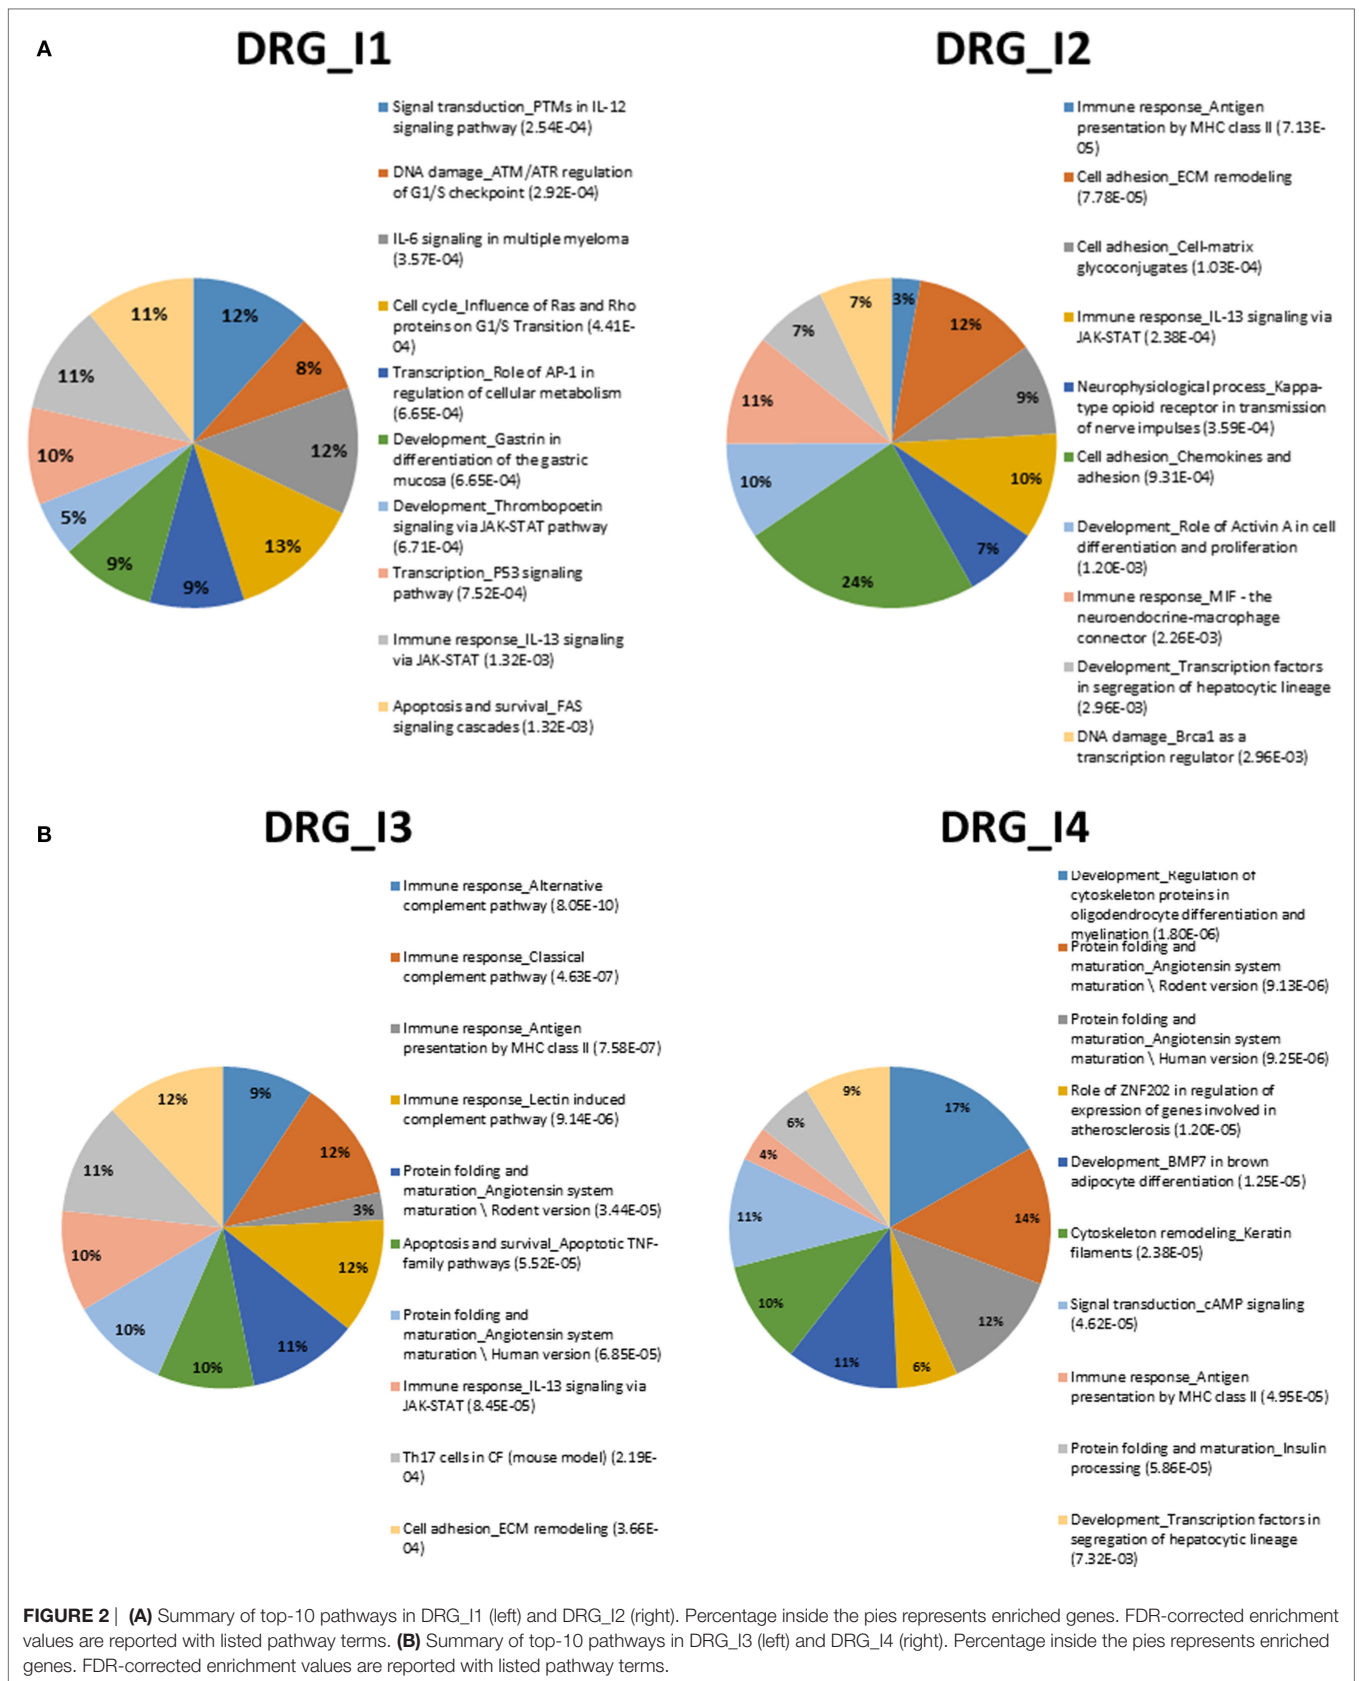 A
DRG_I1
Signal transduction_PTMs in IL-12
signaling pathway (2.54E-04)
DNA damage_ATM/ATR regulation
of G1/S checkpoint (2.92E-04)
IL-6 signaling in multiple myeloma
(3.57E-04)
Cell cycle_Influence of Ras and Rho
proteins on G1/S Transition (4.41E-
04)
Transcription_Role of AP-1 in
regulation of cellular metabolism
(6.65E-04)
Development_Gastrin in
differentiation of the gastric
mucosa (6.65E-04)
Development_Thrombopoetin
signaling via JAK-STAT pathway
(6.71E-04)
Transcription_P53 signaling
pathway (7.52E-04)
Immune response_IL-13 signaling
via JAK-STAT (1.32E-03)
Apoptosis and survival_FAS
signaling cascades (1.32E-03)
12%
8%
12%
13%
9%
9%
5%
10%
11%
11%
DRG_I2
Immune response_Antigen
presentation by MHC class II (7.13E-
05)
Cell adhesion_ECM remodeling
(7.78E-05)
Cell adhesion_Cell-matrix
glycoconjugates (1.03E-04)
Immune response_IL-13 signaling via
JAK-STAT (2.38E-04)
Neurophysiological process_Kappa-
type opioid receptor in transmission
of nerve impulses (3.59E-04)
Cell adhesion_Chemokines and
adhesion (9.31E-04)
Development_Role of Activin A in cell
differentiation and proliferation
(1.20E-03)
Immune response_MIF - the
neuroendocrine-macrophage
connector (2.26E-03)
Development_Transcription factors
in segregation of hepatocytic lineage
(2.96E-03)
DNA damage_Brca1 as a
transcription regulator (2.96E-03)
3%
12%
9%
10%
7%
24%
10%
11%
7%
7%
B
DRG_I3
Immune response_Alternative
complement pathway (8.05E-10)
Immune response_Classical
complement pathway (4.63E-07)
Immune response_Antigen
presentation by MHC class II (7.58E-07)
Immune response_Lectin induced
complement pathway (9.14E-06)
Protein folding and
maturation_Angiotensin system
maturation \ Rodent version (3.44E-05)
Apoptosis and survival_Apoptotic TNF-
family pathways (5.52E-05)
Protein folding and
maturation_Angiotensin system
maturation \ Human version (6.85E-05)
Immune response_IL-13 signaling via
JAK-STAT (8.45E-05)
Th17 cells in CF (mouse model) (2.19E-
04)
Cell adhesion_ECM remodeling (3.66E-
04)
9%
12%
3%
12%
11%
10%
10%
10%
11%
12%
DRG_I4
Development_Regulation of
cytoskeleton proteins in
oligodendrocyte differentiation and
myelination (1.80E-06)
Protein folding and
maturation_Angiotensin system
maturation \ Rodent version (9.13E-06)
Protein folding and
maturation_Angiotensin system
maturation \ Human version (9.25E-06)
Role of ZNF202 in regulation of
expression of genes involved in
atherosclerosis (1.20E-05)
Development_BMP7 in brown
adipocyte differentiation (1.25E-05)
Cytoskeleton remodeling_Keratin
filaments (2.38E-05)
Signal transduction_cAMP signaling
(4.62E-05)
Immune response_Antigen
presentation by MHC class II (4.95E-05)
Protein folding and maturation_Insulin
processing (5.86E-05)
Development_Transcription factors in
segregation of hepatocytic lineage
(7.32E-03)
17%
14%
12%
6%
11%
10%
11%
4%
6%
9%
FIGURE 2 | (A) Summary of top-10 pathways in DRG_I1 (left) and DRG_I2 (right). Percentage inside the pies represents enriched genes. FDR-corrected enrichment
values are reported with listed pathway terms. (B) Summary of top-10 pathways in DRG_I3 (left) and DRG_I4 (right). Percentage inside the pies represents enriched
genes. FDR-corrected enrichment values are reported with listed pathway terms.